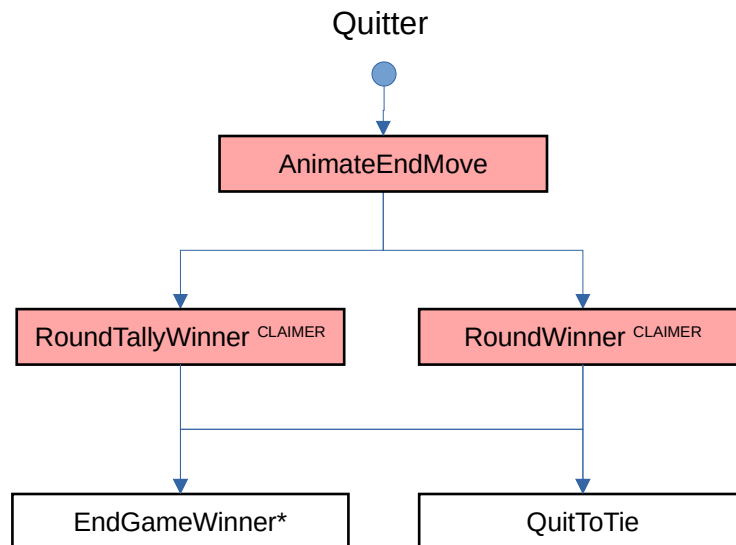 Quitter
AnimateEndMove
RoundTallyWinner CLAIMER
RoundWinner CLAIMER
EndGameWinner*
QuitToTie